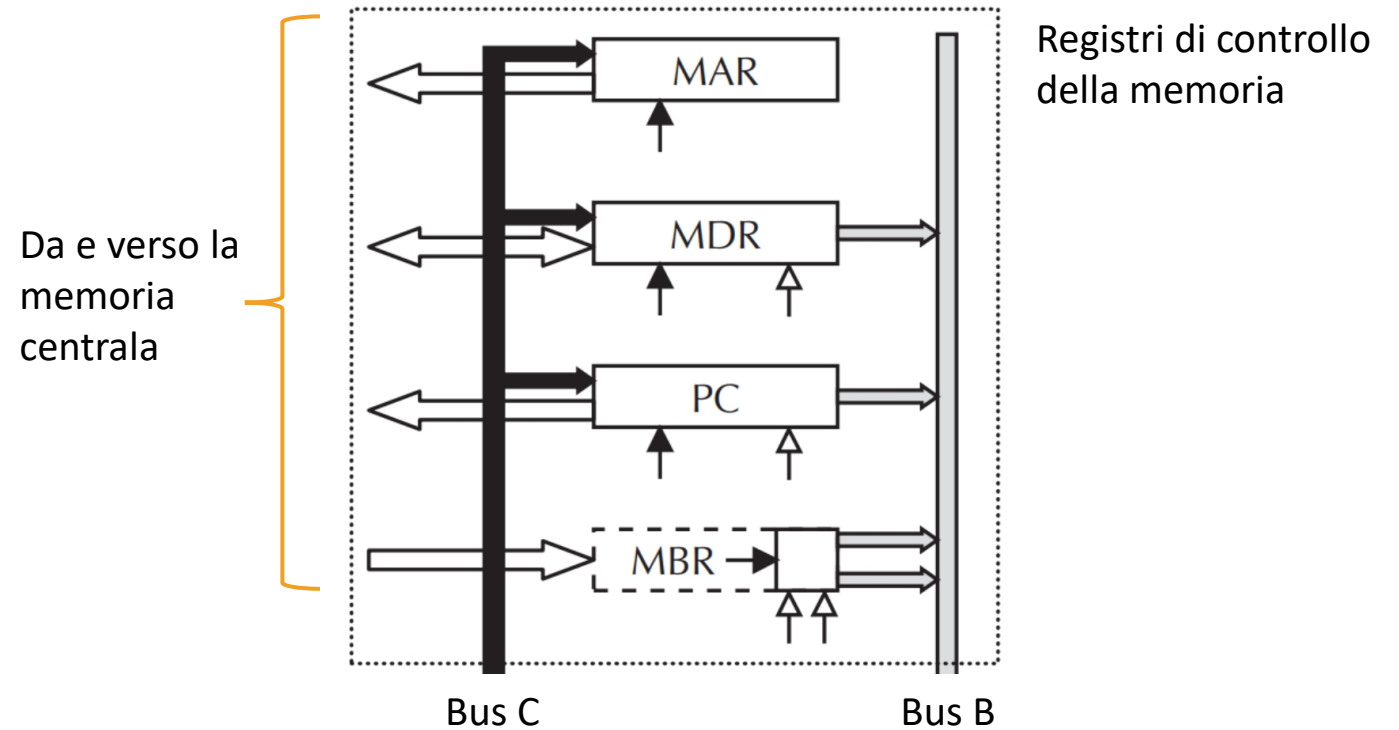 Registri di controllo
della memoria
MAR
MDR
Da e verso la
memoria
centrala
PC
MBR
Bus C
Bus B